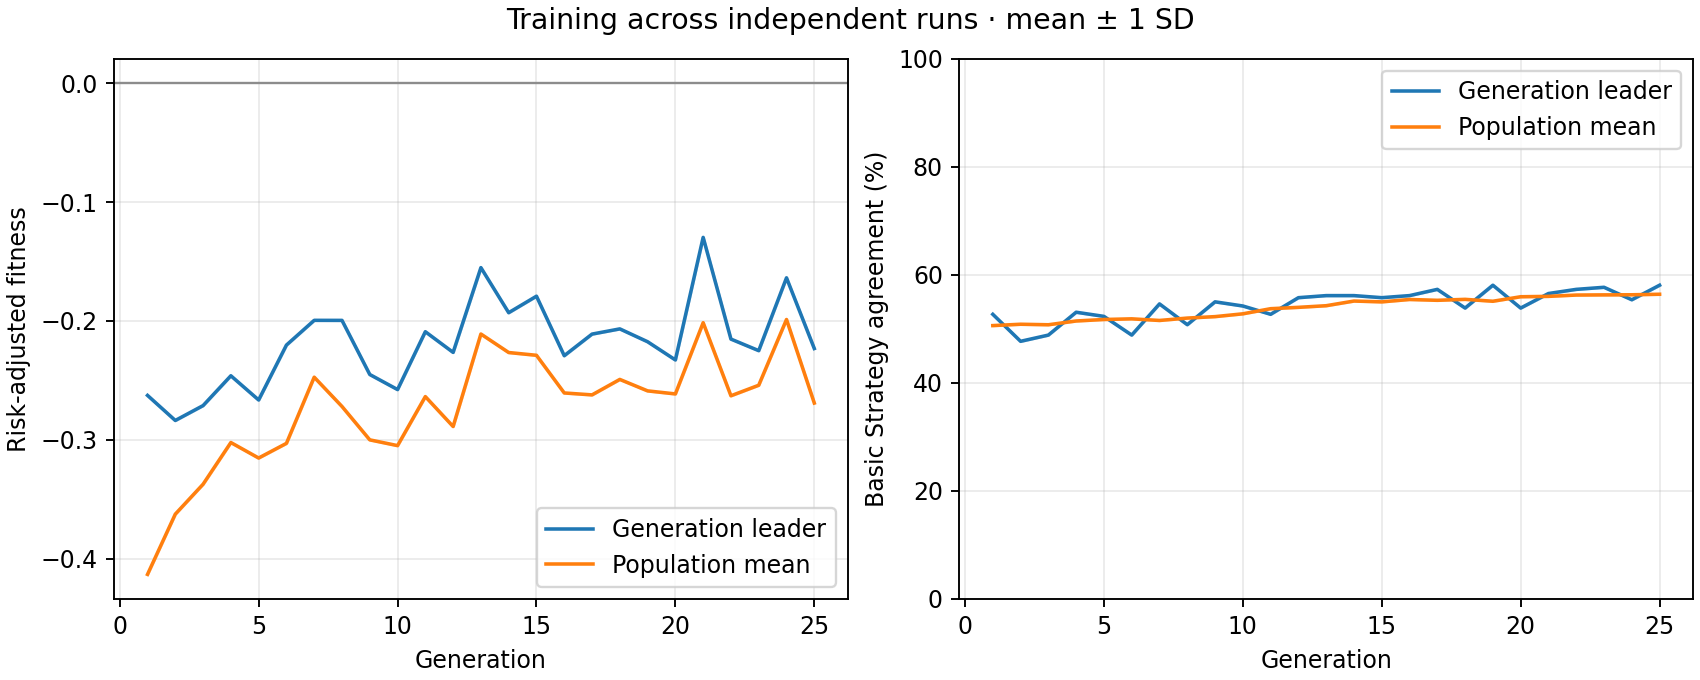 Training across independent runs · mean ± 1 SD
Risk-adjusted fitness
0.0
−0.1
−0.2
−0.3
−0.4
Generation leader
Population mean
0 5 10 15 20 25
Generation
Basic Strategy agreement (%)
100
80
60
40
20
0
Generation leader
Population mean
0 5 10 15 20 25
Generation